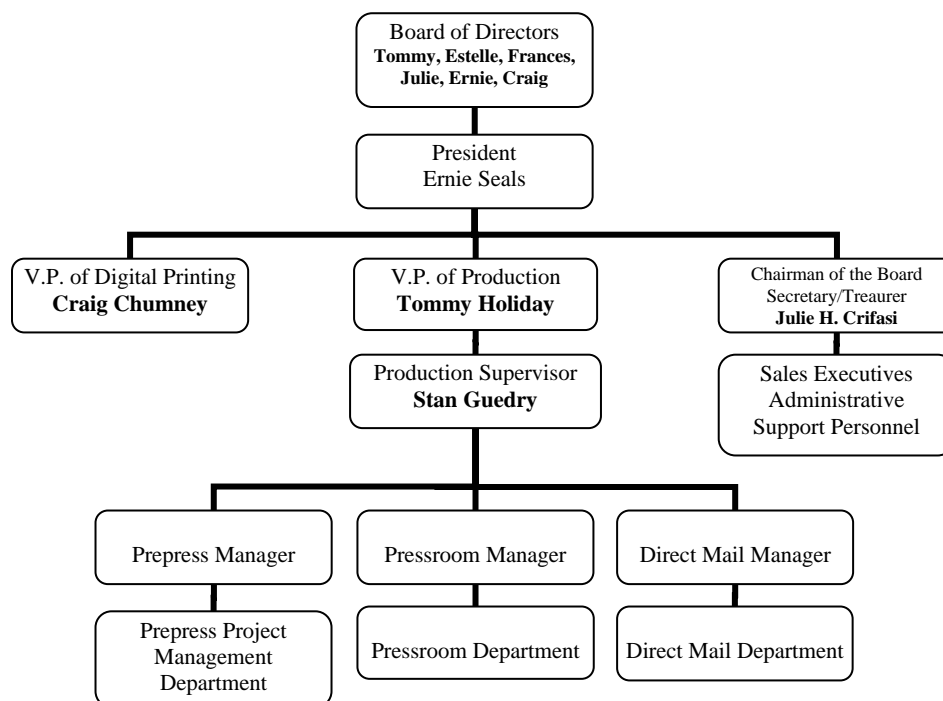 Board of Directors
Tommy, Estelle, Frances,
Julie, Ernie, Craig
President
Ernie Seals
V.P. of Digital Printing
Craig Chumney
V.P. of Production
Tommy Holiday
Chairman of the Board
Secretary/Treaurer
Julie H. Crifasi
Production Supervisor
Stan Guedry
Sales Executives
Administrative
Support Personnel
Prepress Manager
Pressroom Manager
Direct Mail Manager
Prepress Project
Management
Department
Pressroom Department
Direct Mail Department